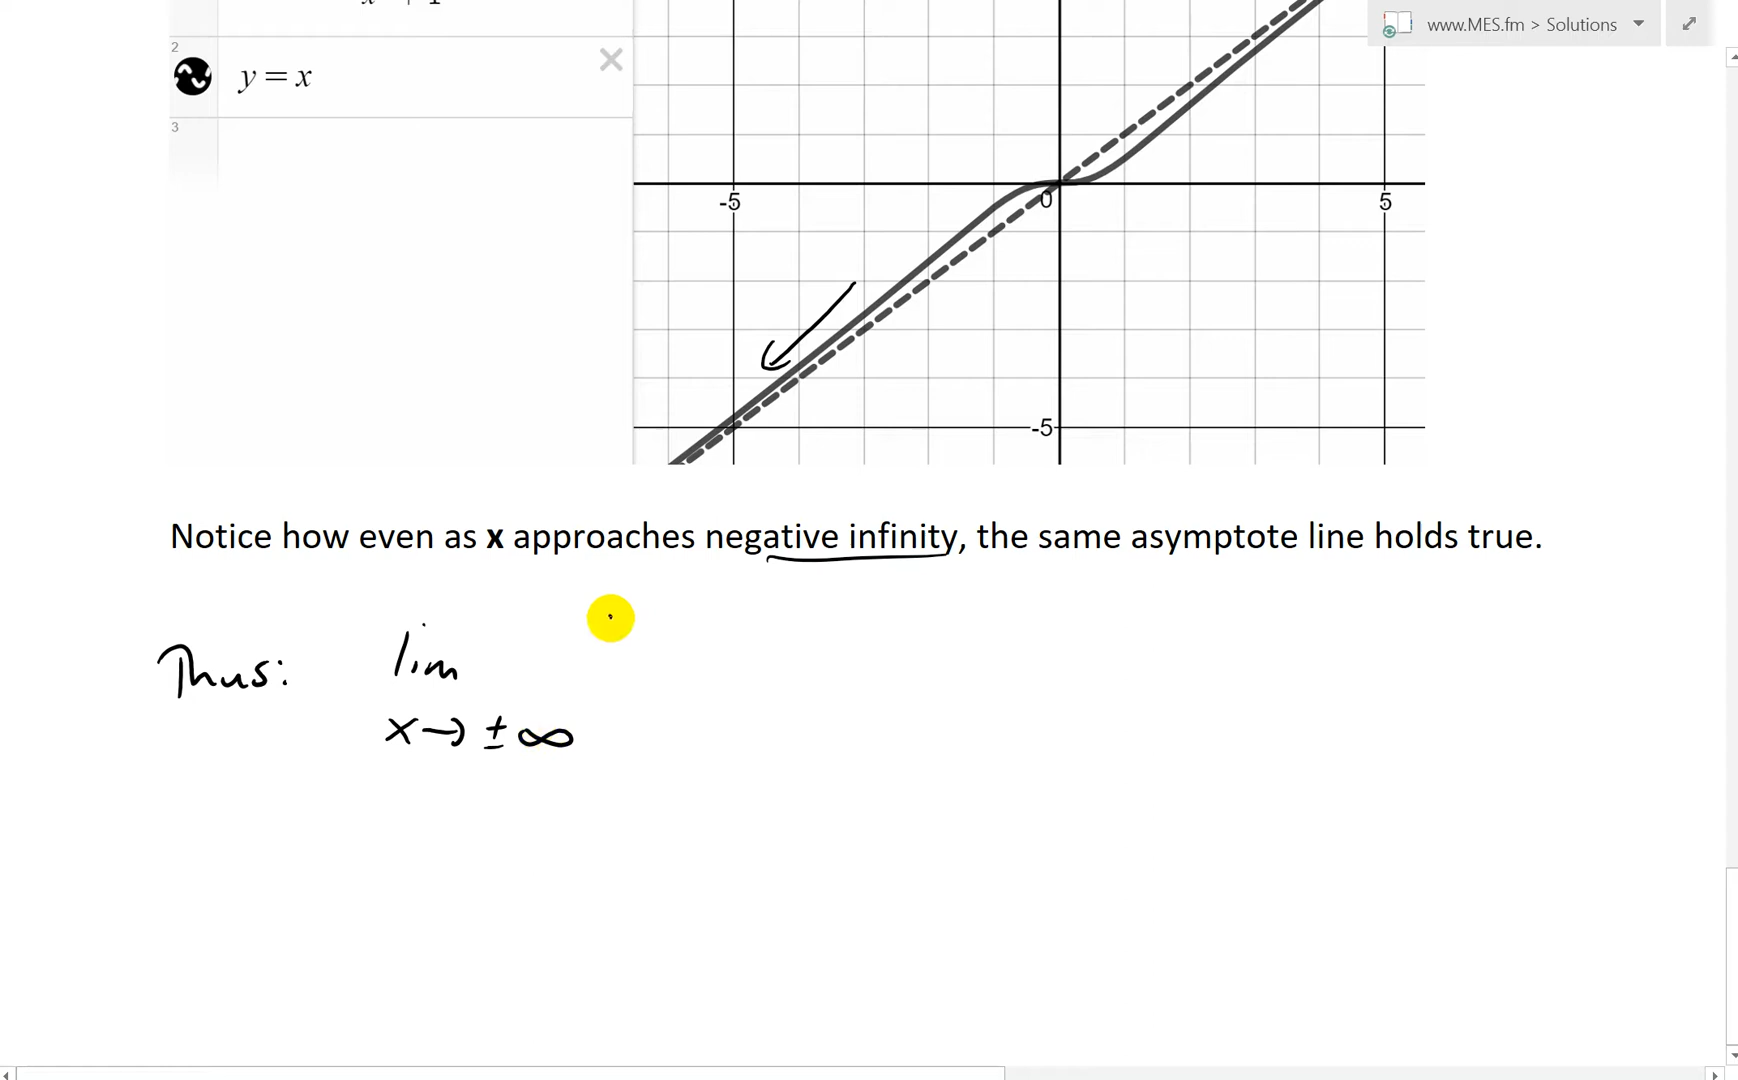 www.MES.fm > Solutions
2
y = x
3
-5
0
5
-5
Notice how even as x approaches negative infinity, the same asymptote line holds true.
Thus: lim
x→ ± ∞